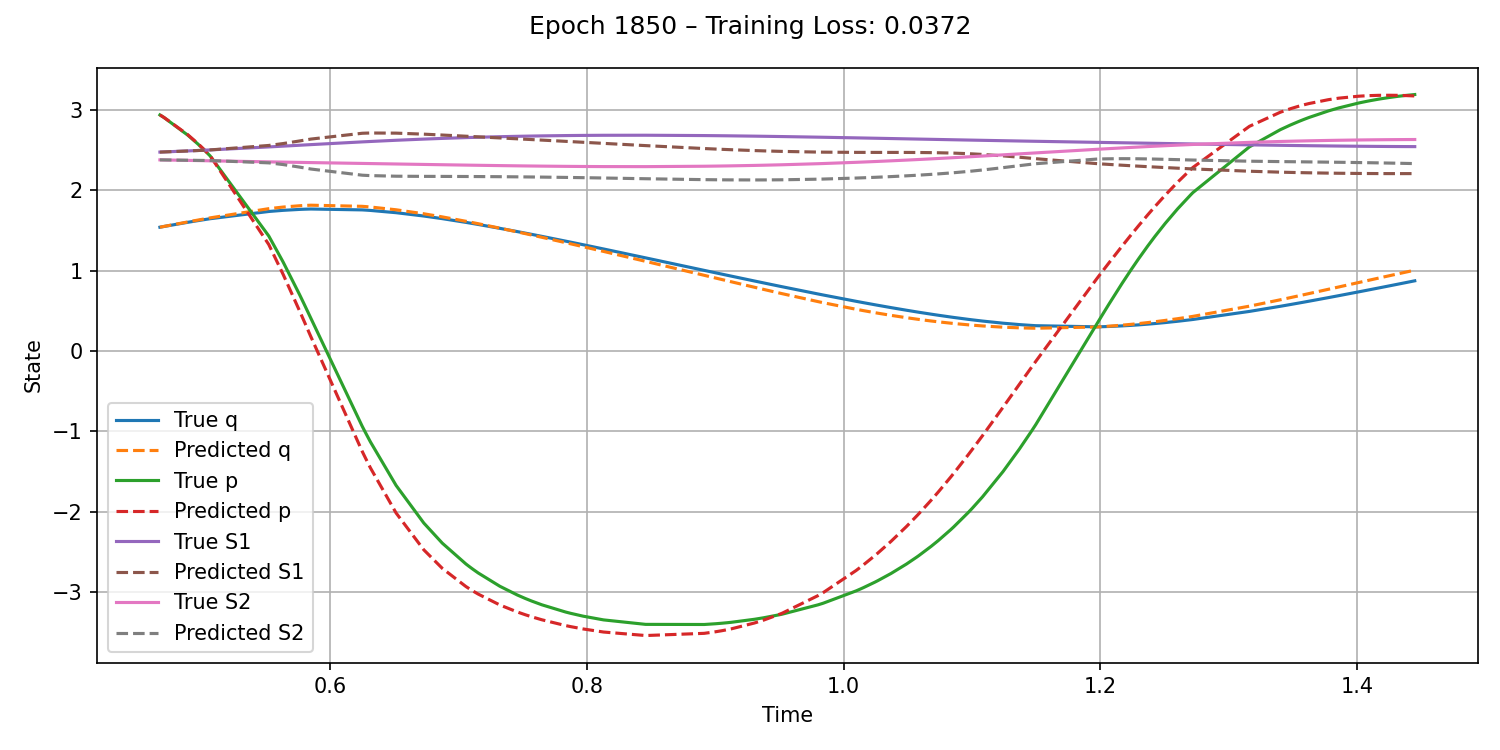 Epoch 1850 – Training Loss: 0.0372
3
2
1
0
−1
−2
−3
State
True q
Predicted q
True p
Predicted p
True S1
Predicted S1
True S2
Predicted S2
0.6 0.8 1.0 1.2 1.4
Time